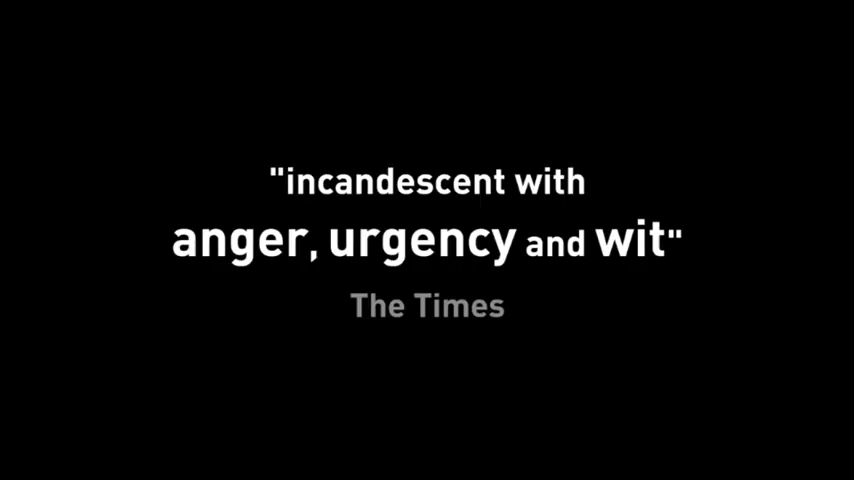 "incandescent with
anger, urgency and wit"
The Times